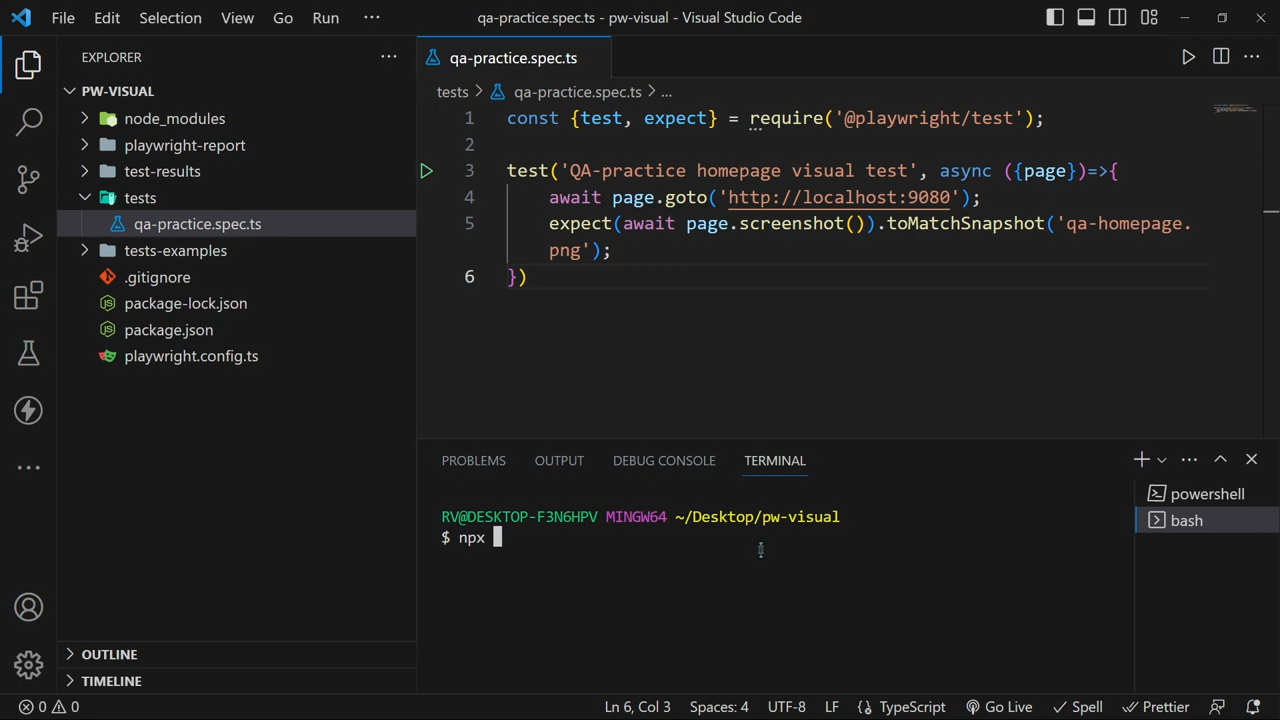 File Edit Selection View Go Run ···
qa-practice.spec.ts - pw-visual - Visual Studio Code
EXPLORER
PW-VISUAL
node_modules
playwright-report
test-results
tests
qa-practice.spec.ts
tests-examples
.gitignore
package-lock.json
package.json
playwright.config.ts
OUTLINE
TIMELINE
qa-practice.spec.ts
tests > qa-practice.spec.ts > ...
1 const {test, expect} = require('@playwright/test');
2
3 test('QA-practice homepage visual test', async ({page})=>{
4 await page.goto('http://localhost:9080');
5 expect(await page.screenshot()).toMatchSnapshot('qa-homepage.
png');
6 })
PROBLEMS OUTPUT DEBUG CONSOLE TERMINAL
RV@DESKTOP-F3N6HPV MINGW64 ~/Desktop/pw-visual
$ npx
powershell
bash
0 0
Ln 6, Col 3 Spaces: 4 UTF-8 LF TypeScript Go Live Spell Prettier